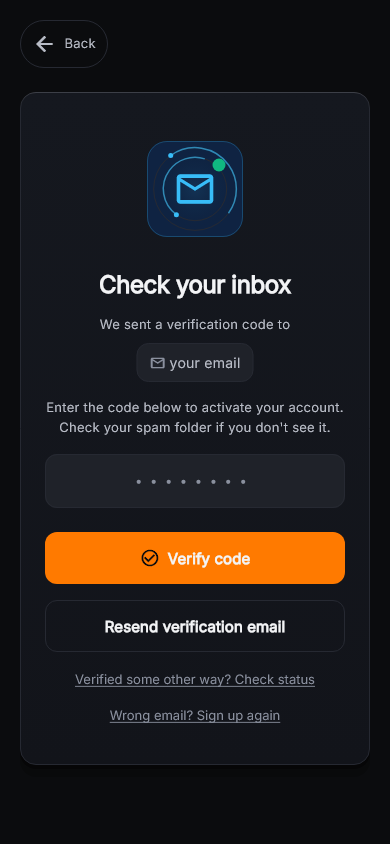 Back
Check your inbox
We sent a verification code to
your email
Enter the code below to activate your account.
Check your spam folder if you don't see it.
• • • • • • • •
Verify code
Resend verification email
Verified some other way? Check status
Wrong email? Sign up again